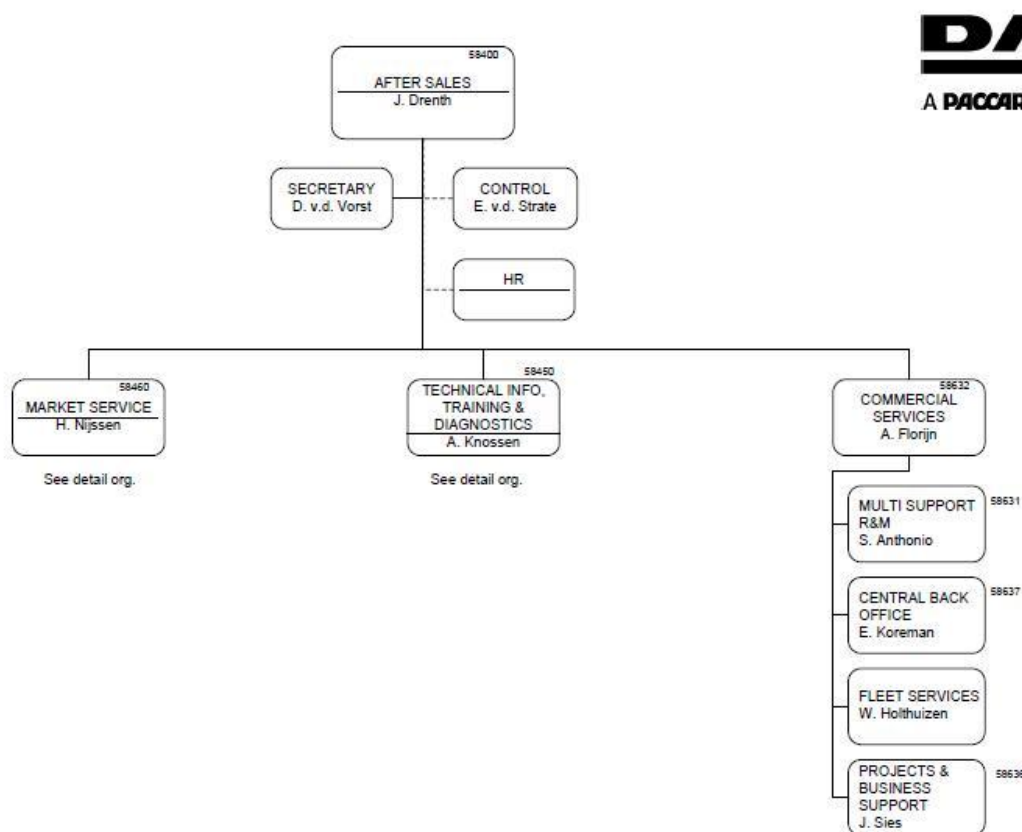 58400
AFTER SALES
J. Drenth
A PACCAR
SECRETARY
D. v.d. Vorst
CONTROL
E. v.d. Strate
HR
58460
MARKET SERVICE
H. Nijssen
See detail org.
58450
TECHNICAL INFO,
TRAINING &
DIAGNOSTICS
A. Knossen
See detail org.
58632
COMMERCIAL
SERVICES
A. Florijn
MULTI SUPPORT
R&M
S. Anthonio
58631
CENTRAL BACK
OFFICE
E. Koreman
58637
FLEET SERVICES
W. Holthuizen
PROJECTS &
BUSINESS
SUPPORT
J. Sies